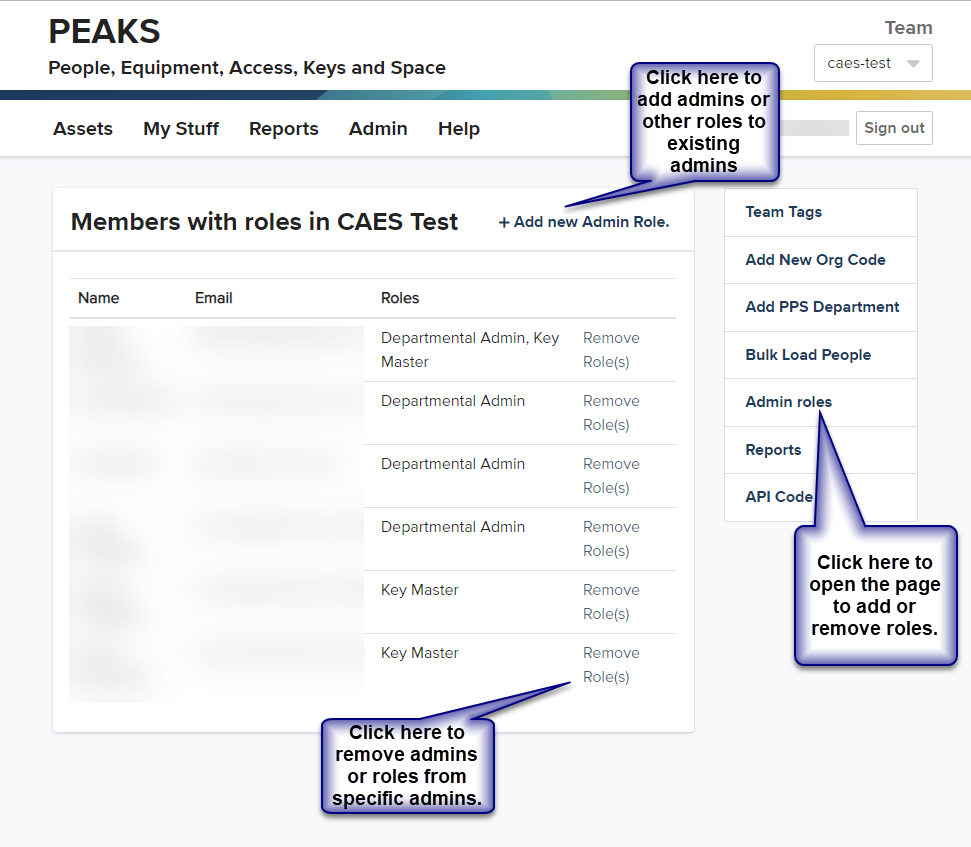 PEAKS
People, Equipment, Access, Keys and Space
Team
caes-test
Click here to
add admins or
other roles to
existing
admins
Assets My Stuff Reports Admin Help
Sign out
Members with roles in CAES Test
+ Add new Admin Role.
Name Email Roles
Departmental Admin, Key
Master
Remove
Role(s)
Departmental Admin
Remove
Role(s)
Departmental Admin
Remove
Role(s)
Departmental Admin
Remove
Role(s)
Key Master
Remove
Role(s)
Key Master
Remove
Role(s)
Click here to
remove admins
or roles from
specific admins.
Team Tags
Add New Org Code
Add PPS Department
Bulk Load People
Admin roles
Reports
API Code
Click here to
open the page
to add or
remove roles.